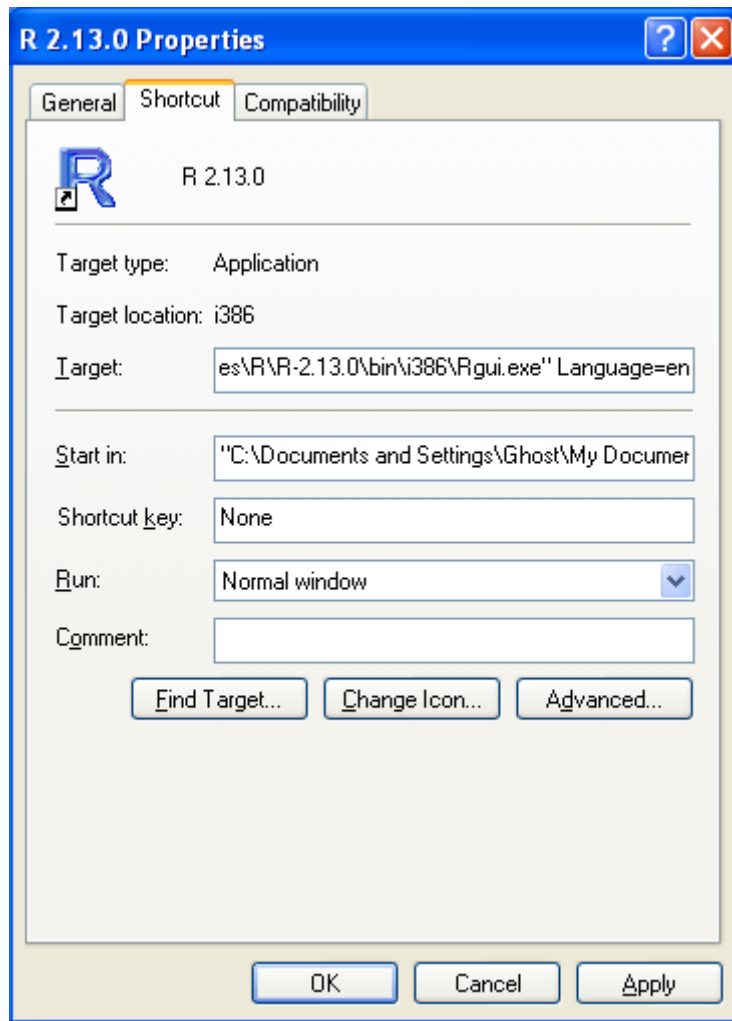 R 2.13.0 Properties
General Shortcut Compatibility
R 2.13.0
Target type: Application
Target location: i386
Target: es\R\R-2.13.0\bin\i386\Rgui.exe" Language=en
Start in: "C:\Documents and Settings\Ghost\My Documer
Shortcut key: None
Run: Normal window
Comment:
Find Target... Change Icon... Advanced...
OK Cancel Apply